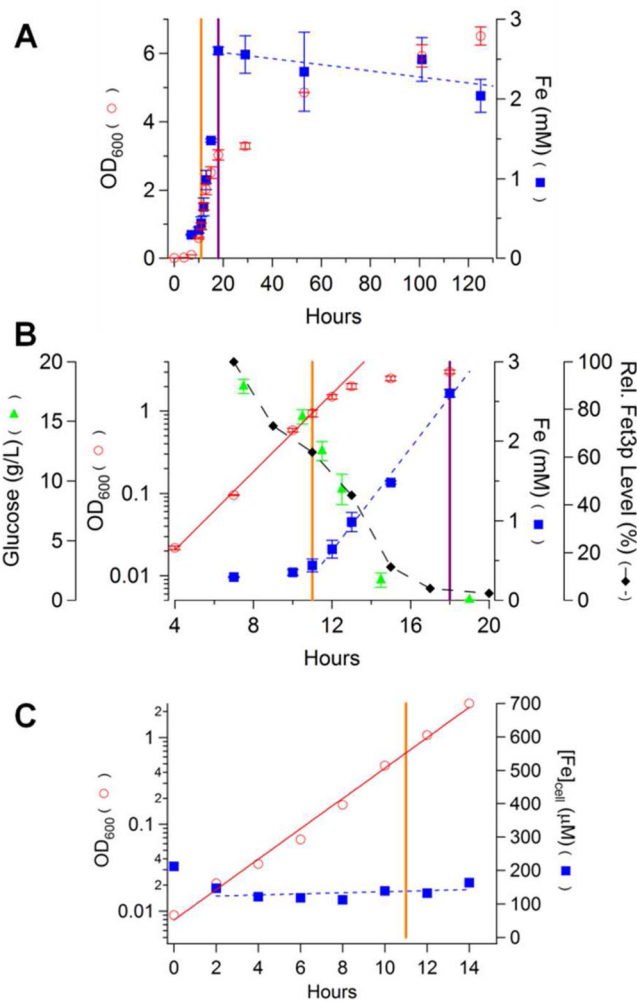 A
OD600 ( ○ )
6
4
2
0
3
2
1
0
Fe (mM) ( ■ )
0 20 40 60 80 100 120
Hours
B
Glucose (g/L) ( ▲ )
20
15
10
5
0
OD600 ( ○ )
1
0.1
0.01
3
2
1
0
Fe (mM) ( ■ )
100
80
60
40
20
0
Rel. Fet3p Level (%) (-◆-)
4 8 12 16 20
Hours
C
OD600 ( ○ )
2
1
4
2
0.1
4
2
0.01
700
600
500
400
300
200
100
0
[Fe]cell (μM) ( ■ )
0 2 4 6 8 10 12 14
Hours